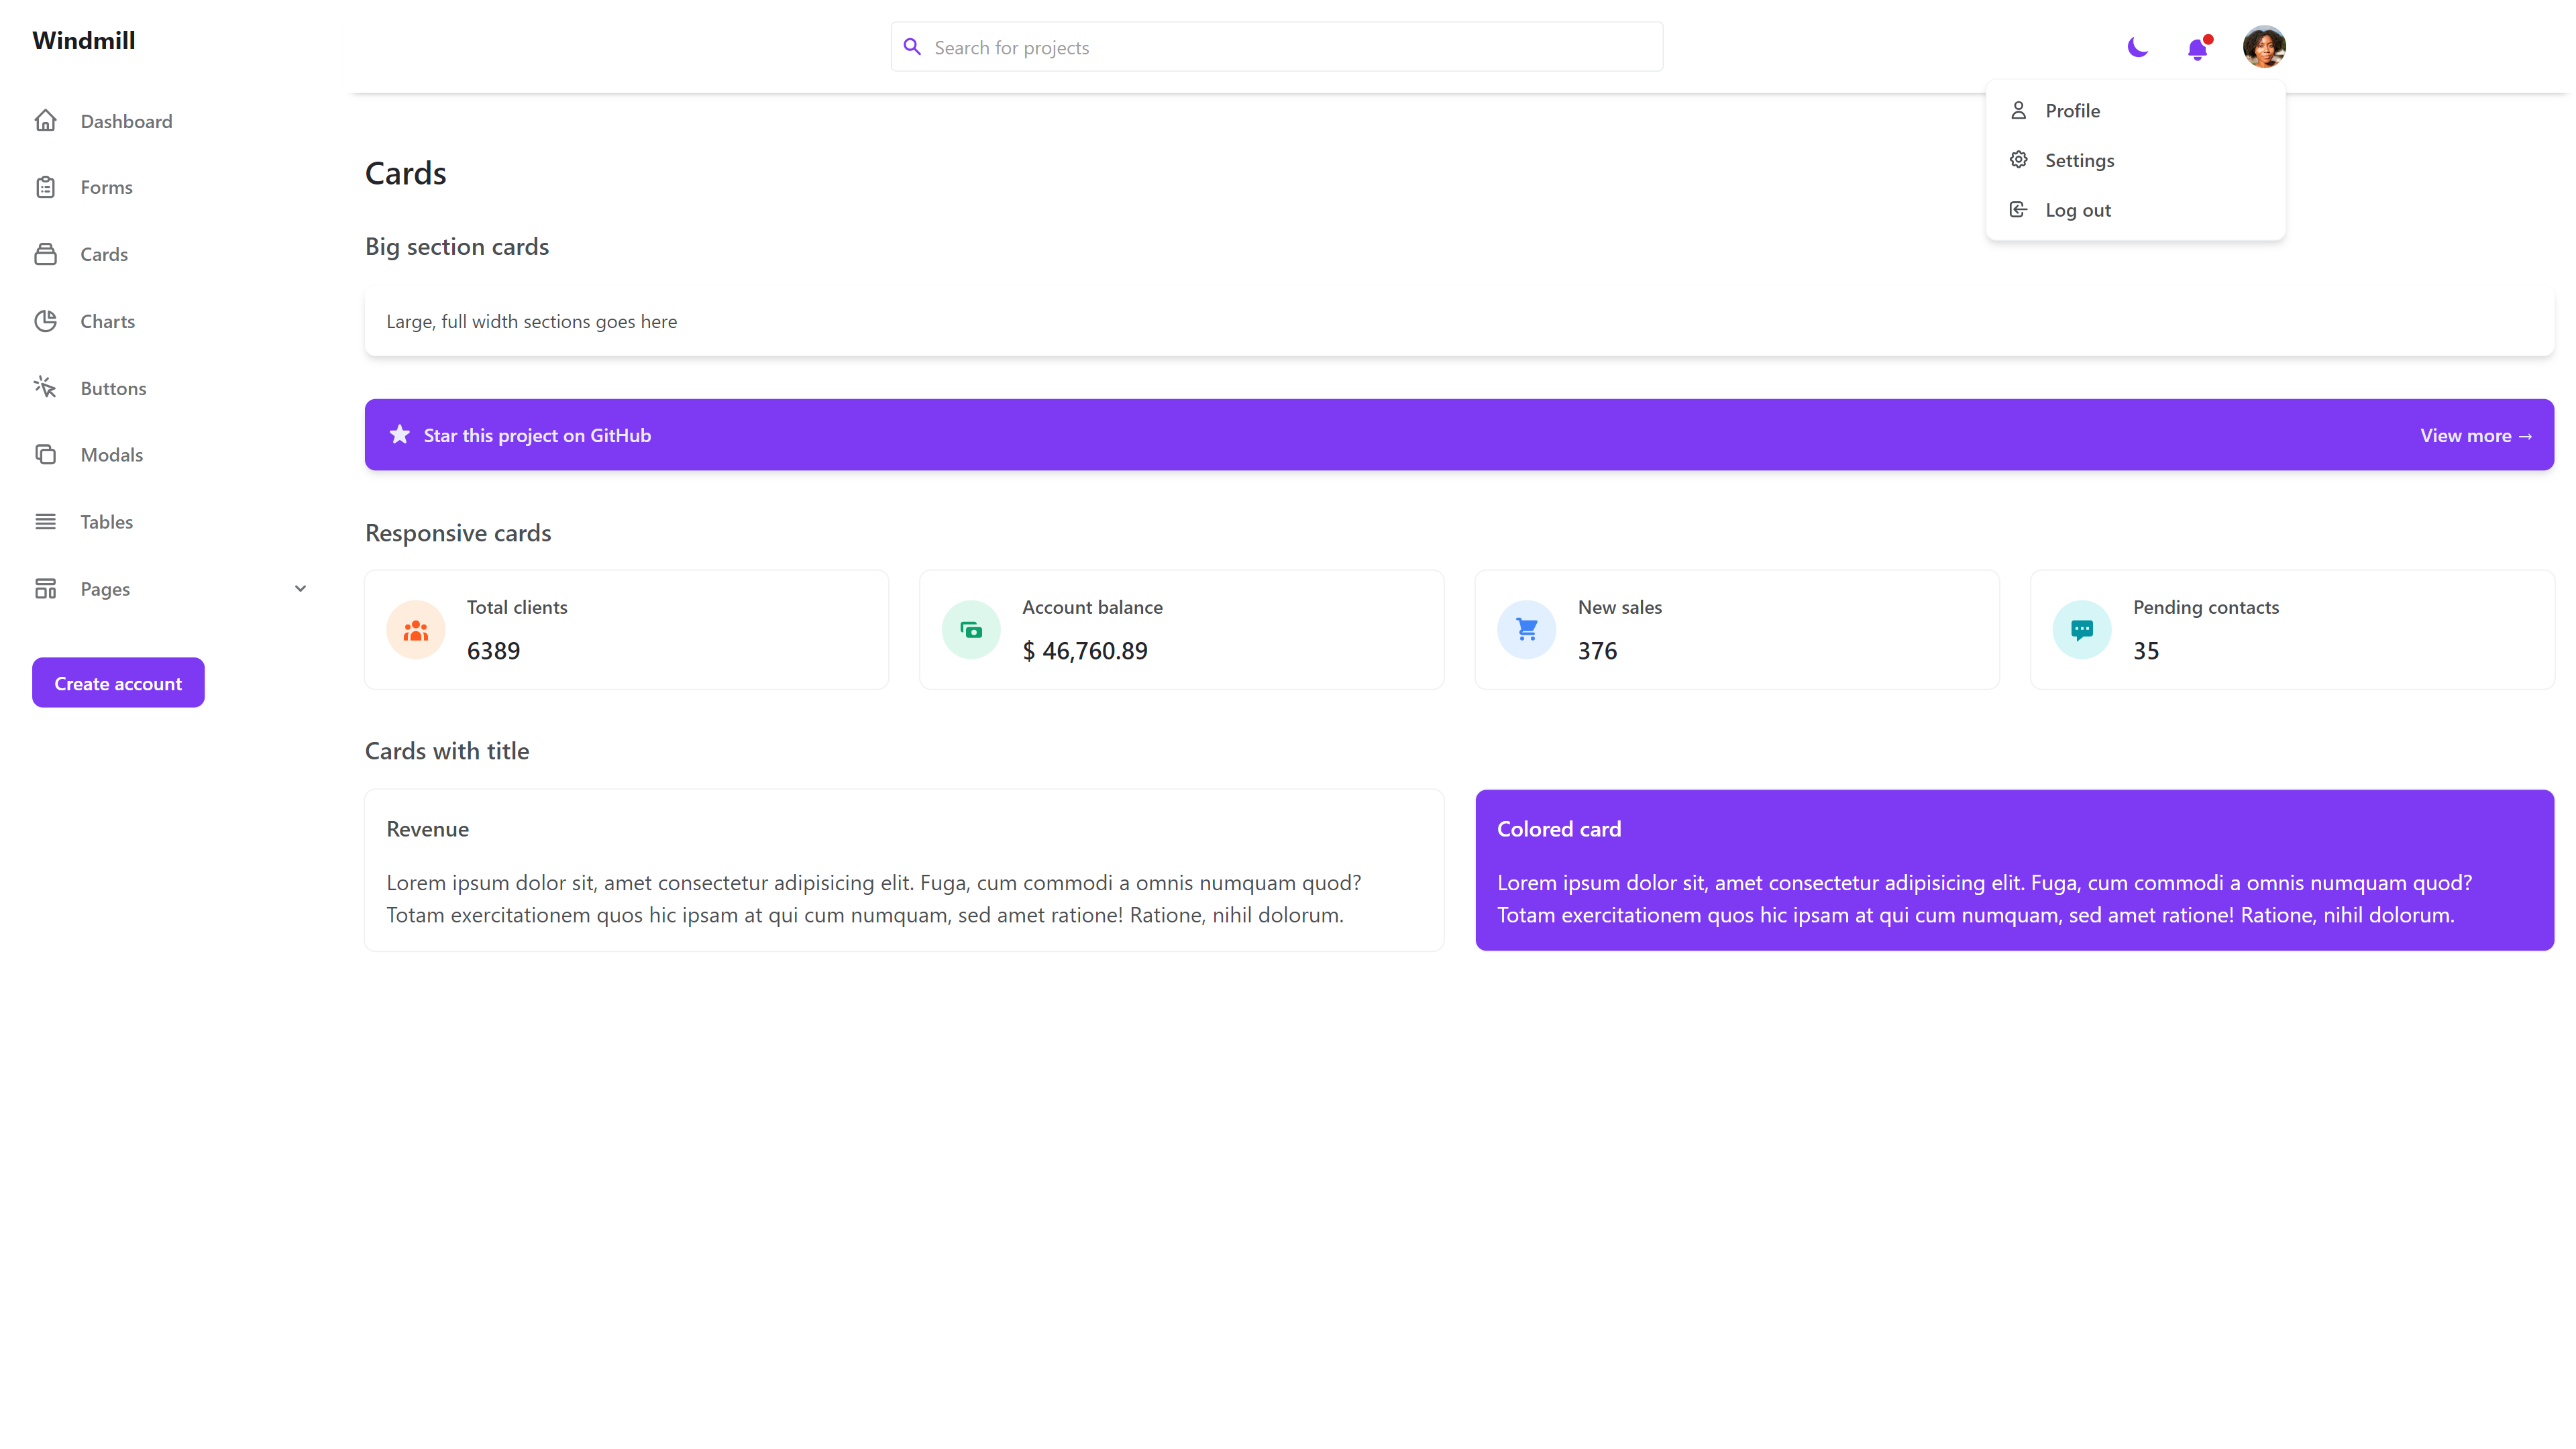 Windmill
Search for projects
Dashboard
Forms
Cards
Charts
Buttons
Modals
Tables
Pages
Create account
Profile
Settings
Log out
Cards
Big section cards
Large, full width sections goes here
Star this project on GitHub
View more →
Responsive cards
Total clients
6389
Account balance
$ 46,760.89
New sales
376
Pending contacts
35
Cards with title
Revenue
Lorem ipsum dolor sit, amet consectetur adipisicing elit. Fuga, cum commodi a omnis numquam quod?
Totam exercitationem quos hic ipsam at qui cum numquam, sed amet ratione! Ratione, nihil dolorum.
Colored card
Lorem ipsum dolor sit, amet consectetur adipisicing elit. Fuga, cum commodi a omnis numquam quod?
Totam exercitationem quos hic ipsam at qui cum numquam, sed amet ratione! Ratione, nihil dolorum.